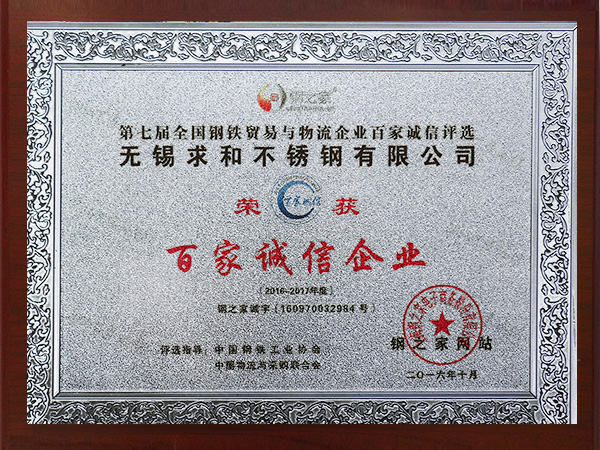 钢之家
第七届全国钢铁贸易与物流企业百家诚信评选
无锡求和不锈钢有限公司
荣 百家诚信 获
百家诚信企业
（2016-2017年度）
钢之家诚字（160970032984号）
评选指导：中国钢铁工业协会
中国物流与采购联合会
钢之家网站
二〇一六年十月